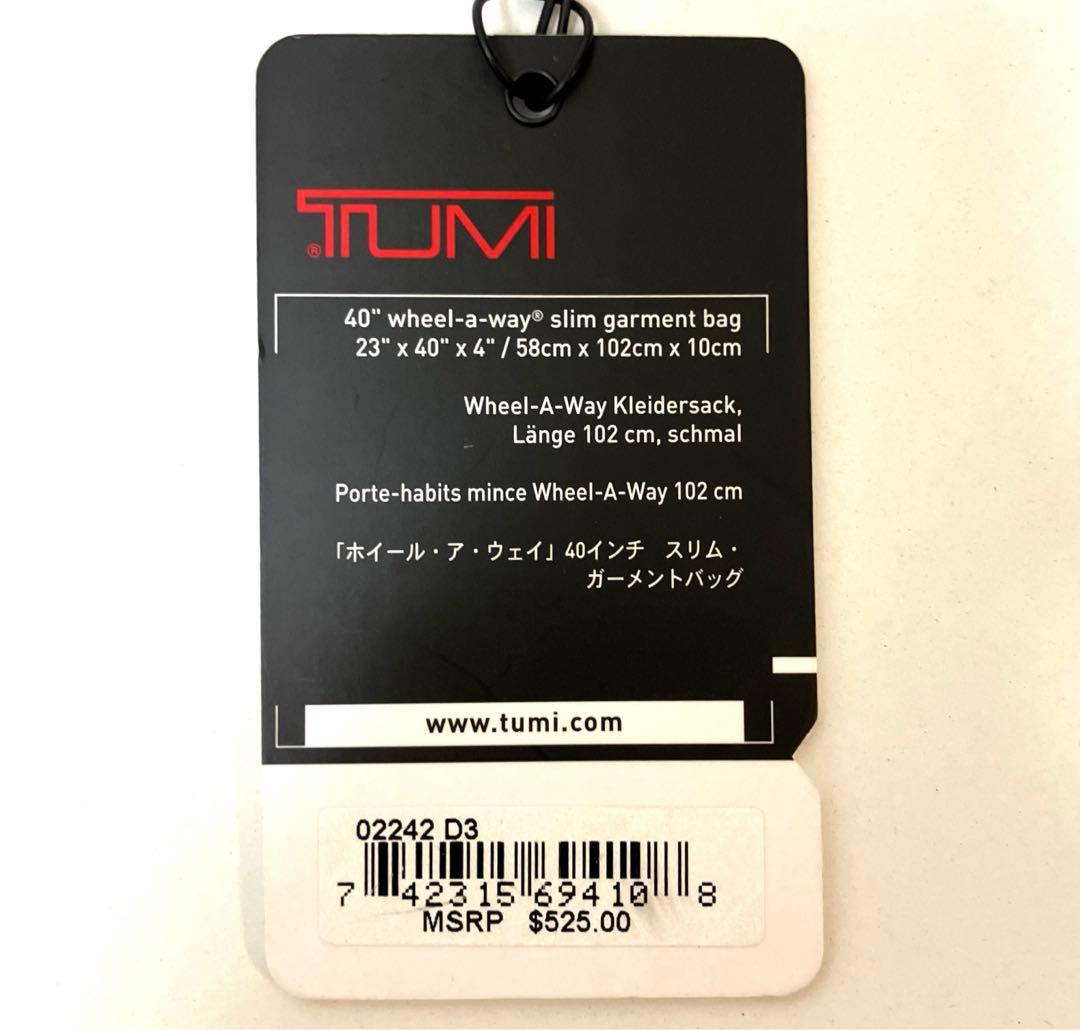 TUMI®
40" wheel-a-way® slim garment bag
23" x 40" x 4" / 58cm x 102cm x 10cm
Wheel-A-Way Kleidersack,
Länge 102 cm, schmal
Porte-habits mince Wheel-A-Way 102 cm
「ホイール・ア・ウェイ」40インチ　スリム・
ガーメントバッグ
www.tumi.com
02242 D3
7 42315 69410 8
MSRP $525.00